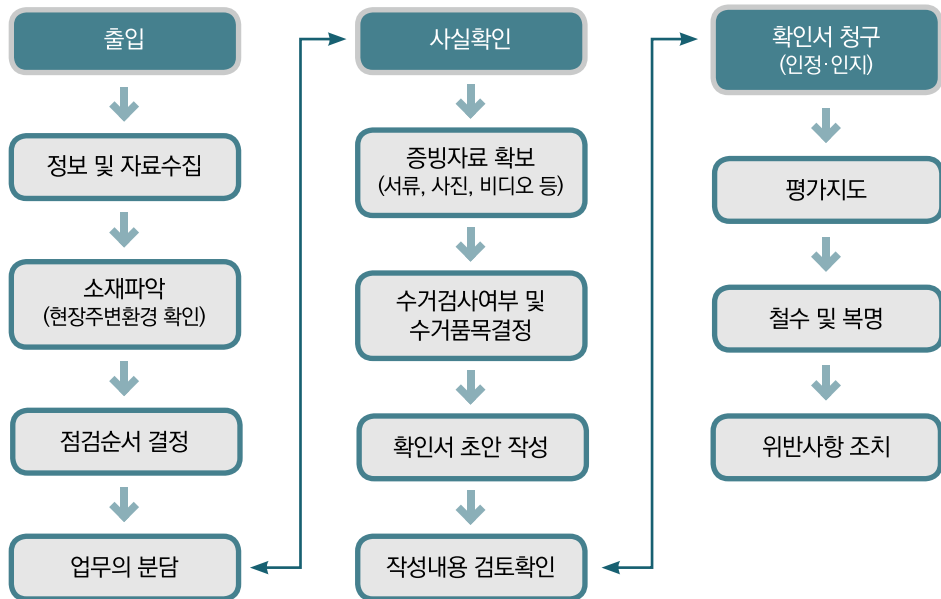 출입
정보 및 자료수집
소재파악
(현장주변환경 확인)
점검순서 결정
업무의 분담
사실확인
증빙자료 확보
(서류, 사진, 비디오 등)
수거검사여부 및
수거품목결정
확인서 초안 작성
작성내용 검토확인
확인서 청구
(인정·인지)
평가지도
철수 및 복명
위반사항 조치